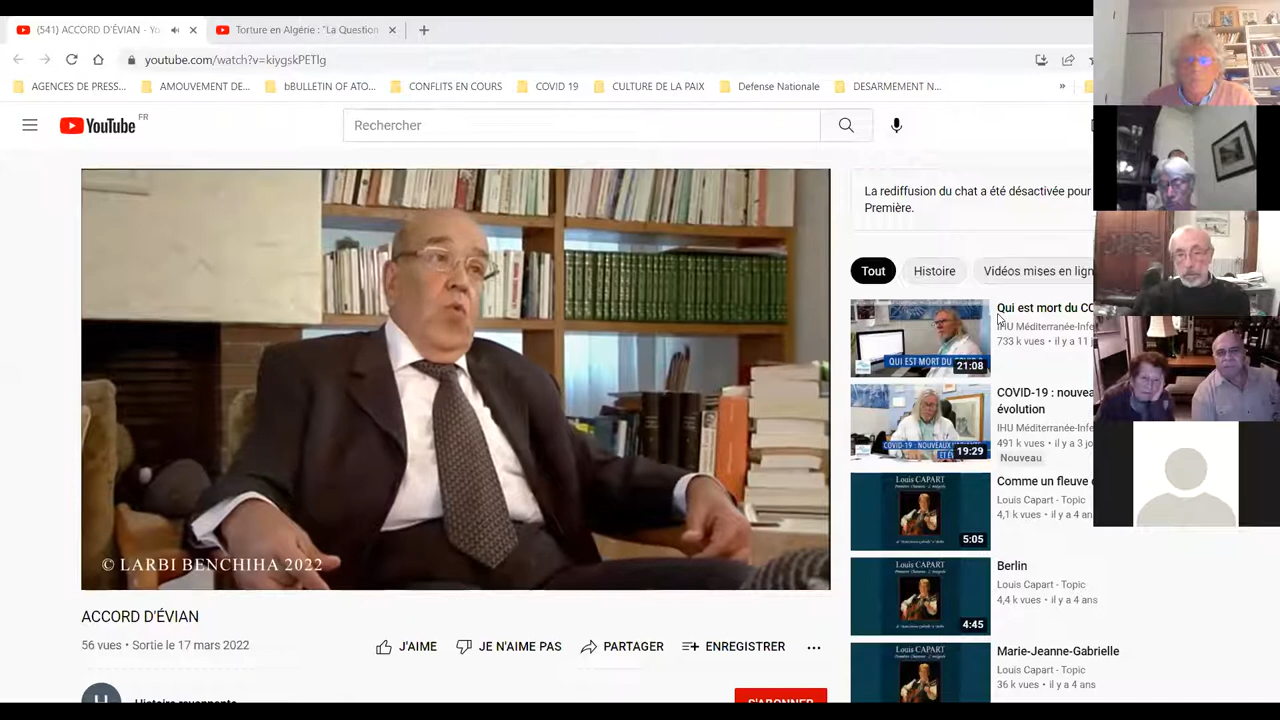 (541) ACCORD D'ÉVIAN - Yo
Torture en Algérie : "La Question
youtube.com/watch?v=kiygskPETlg
AGENCES DE PRESS...
AMOUVEMENT DE...
bBULLETIN OF ATO...
CONFLITS EN COURS
CULTURE DE LA PAIX
Defense Nationale
DESARMEMENT N...
»
YouTube FR
Rechercher
La rediffusion du chat a été désactivée pour
Première.
Tout
Histoire
Vidéos mises en lign
QUI EST MORT DU
21:08
Qui est mort du CO
IHU Méditerranée-Infe
733 k vues • il y a 11 j
COVID-19 : NOUVEAUX
19:29
COVID-19 : nouvea
évolution
IHU Méditerranée-Infe
491 k vues • il y a 3 jo
Nouveau
Louis CAPART
5:05
Comme un fleuve
Louis Capart - Topic
4,1 k vues • il y a 4 an
Louis CAPART
4:45
Berlin
Louis Capart - Topic
4,4 k vues • il y a 4 ans
Louis CAPART
Marie-Jeanne-Gabrielle
Louis Capart - Topic
36 k vues • il y a 4 ans
© LARBI BENCHIHA 2022
ACCORD D'ÉVIAN
56 vues • Sortie le 17 mars 2022
J'AIME
JE N'AIME PAS
PARTAGER
ENREGISTRER
H
S'ABONNER